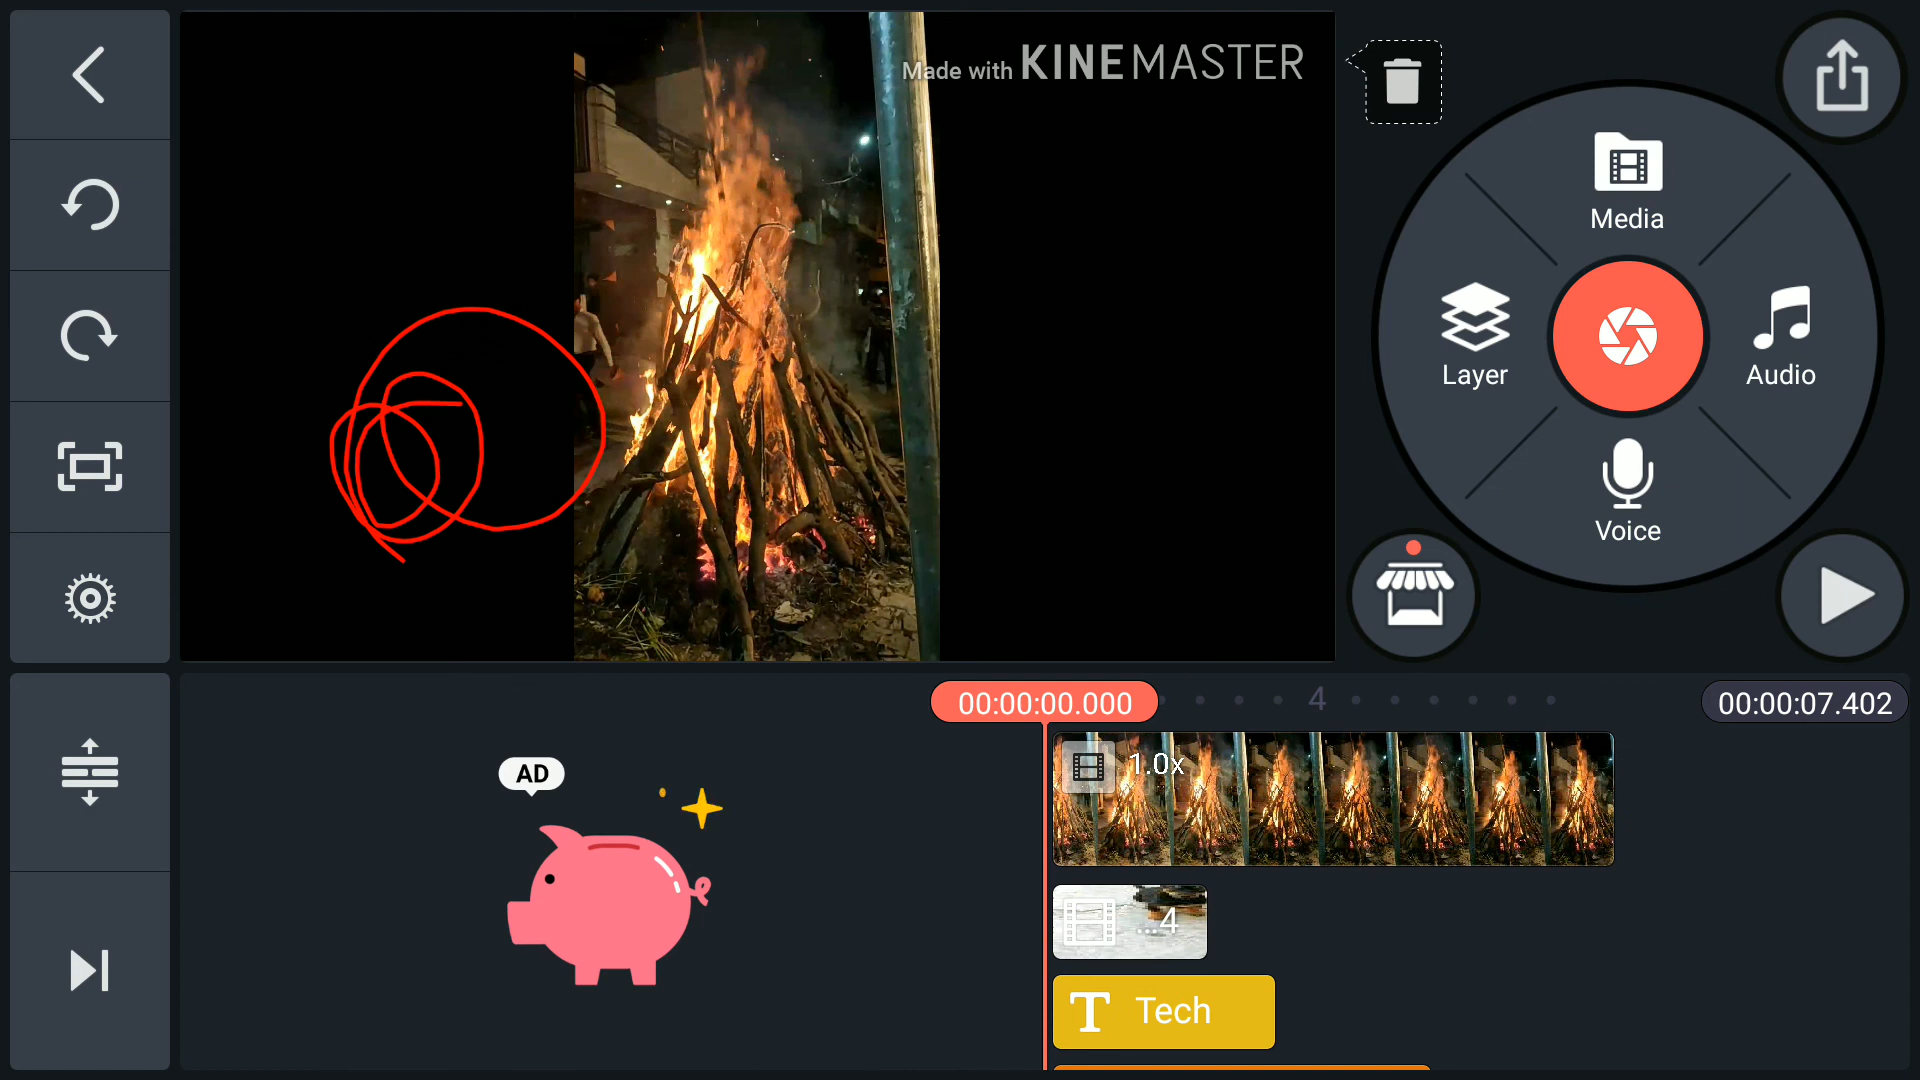 Made with KINEMASTER
Media
Layer
Audio
Voice
00:00:00.000
4
00:00:07.402
AD
1.0x
...4
Tech